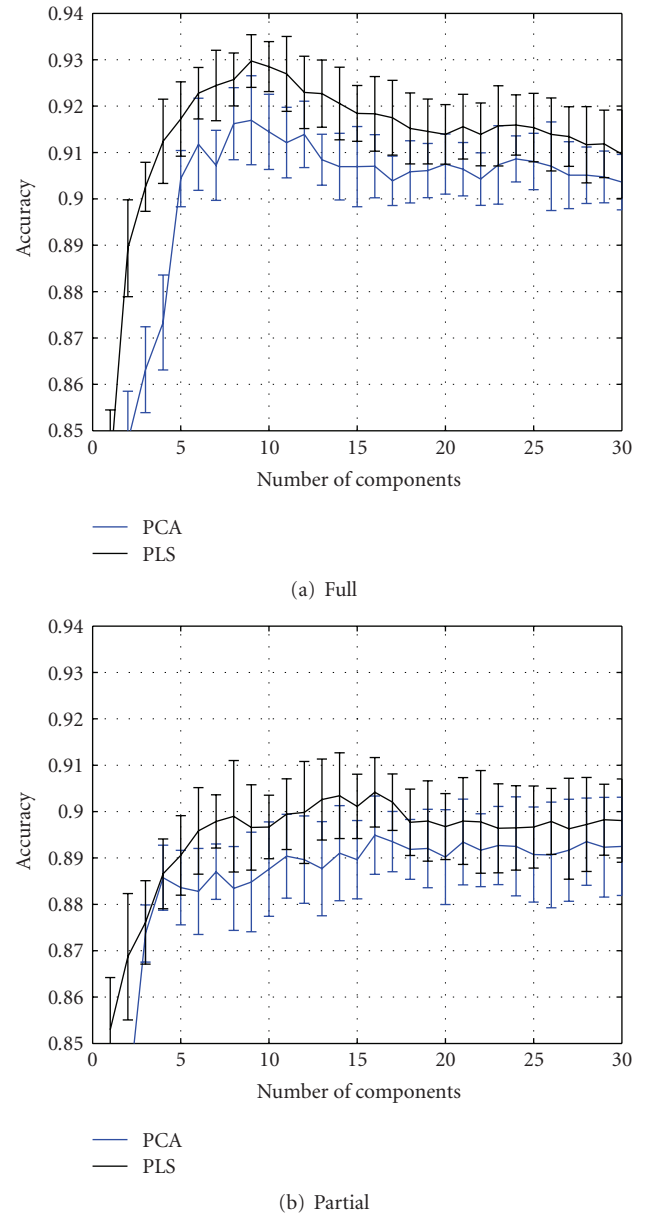 0.94
0.93
0.92
0.91
0.9
0.89
0.88
0.87
0.86
0.85
Accuracy
0 5 10 15 20 25 30
Number of components
PCA
PLS
(a) Full
0.94
0.93
0.92
0.91
0.9
0.89
0.88
0.87
0.86
0.85
Accuracy
0 5 10 15 20 25 30
Number of components
PCA
PLS
(b) Partial